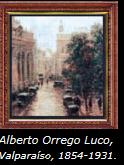 Alberto Orrego Luco,
Valparaíso, 1854-1931